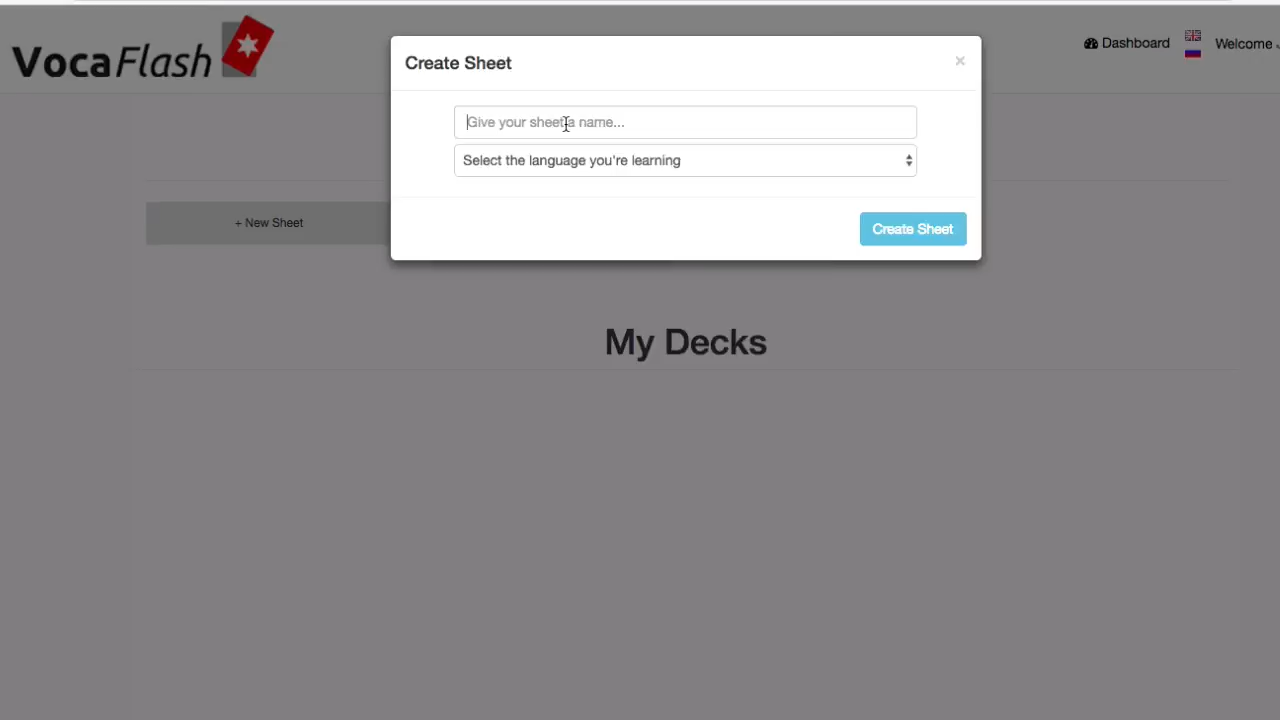 VocaFlash
Dashboard
Welcome
Create Sheet
×
Give your sheet a name...
Select the language you're learning
+ New Sheet
Create Sheet
My Decks